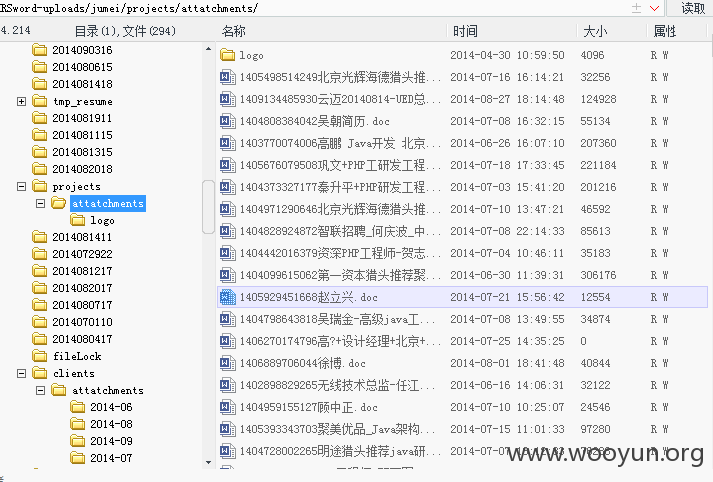 RSword-uploads/jumei/projects/attatchments/ 读取
4.214 目录(1),文件(294) 名称 时间 大小 属性
2014090316
2014080615
2014081418
tmp_resume
2014081911
2014081115
2014081315
2014082018
projects
attatchments
logo
2014081411
2014072922
2014081217
2014082017
2014080717
2014070110
2014080417
fileLock
clients
attatchments
2014-06
2014-08
2014-09
2014-07
logo 2014-04-30 10:59:50 4096 R W
1405498514249北京光辉海德猎头推... 2014-07-16 16:14:21 32256 R W
1409134485930云迈20140814-UED总... 2014-08-27 18:14:48 124928 R W
1404808384042吴朝简历.doc 2014-07-08 16:32:15 55134 R W
1403770074006高鹏 Java开发 北京... 2014-06-26 16:07:10 207360 R W
1405676079508巩文+PHP工研发工程... 2014-07-18 17:33:45 221184 R W
1404373327177秦升平+PHP研发工程... 2014-07-03 15:41:20 201216 R W
1404971290646北京光辉海德猎头推... 2014-07-10 13:47:21 46592 R W
1404828924872智联招聘_何庆波_中... 2014-07-08 22:14:33 85613 R W
1404442016379资深PHP工程师-贺志... 2014-07-04 10:46:11 35183 R W
1404099615062第一资本猎头推荐聚... 2014-06-30 11:39:31 306176 R W
1405929451668赵立兴.doc 2014-07-21 15:56:42 12554 R W
1404798643818吴瑞金-高级java工... 2014-07-08 13:49:55 34874 R W
1406270174796高?+设计经理+北京+... 2014-07-25 14:35:25 0 R W
1406889706044徐博.doc 2014-08-01 18:41:48 40844 R W
1402898829265无线技术总监-任江... 2014-06-16 14:06:31 32122 R W
1404959155127顾中正.doc 2014-07-10 10:25:07 24546 R W
1405393343703聚美优品_Java架构... 2014-07-15 11:01:33 97280 R W
1404728002265明途猎头推荐java研... 2014-07-07 R W
www.wooyun.org